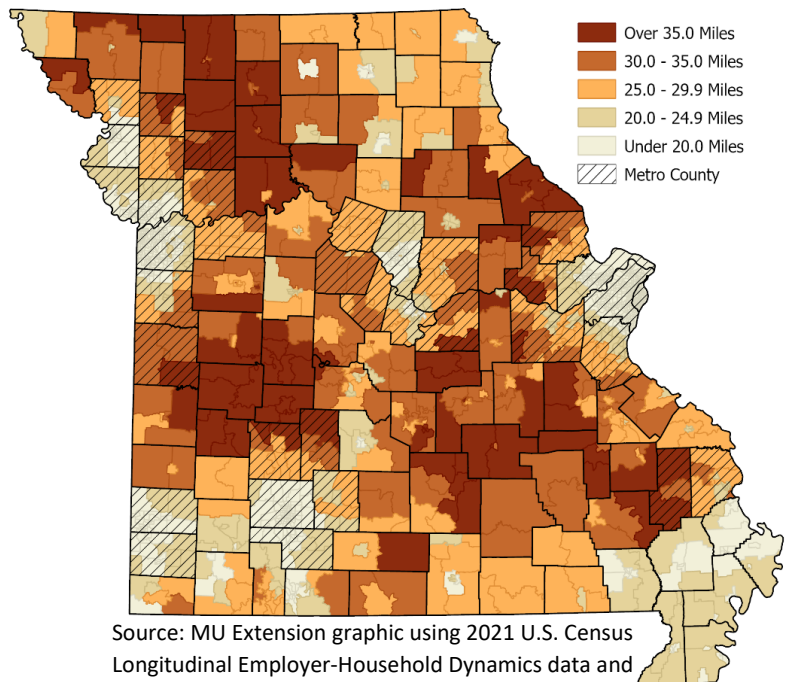 Over 35.0 Miles
30.0 - 35.0 Miles
25.0 - 29.9 Miles
20.0 - 24.9 Miles
Under 20.0 Miles
Metro County
Source: MU Extension graphic using 2021 U.S. Census
Longitudinal Employer-Household Dynamics data and